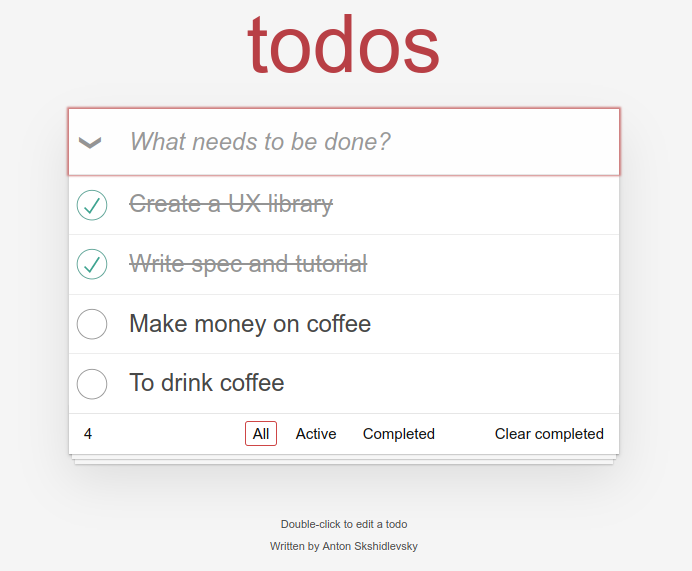 todos
What needs to be done?
Create a UX library
Write spec and tutorial
Make money on coffee
To drink coffee
4 All Active Completed Clear completed
Double-click to edit a todo
Written by Anton Skshidlevsky